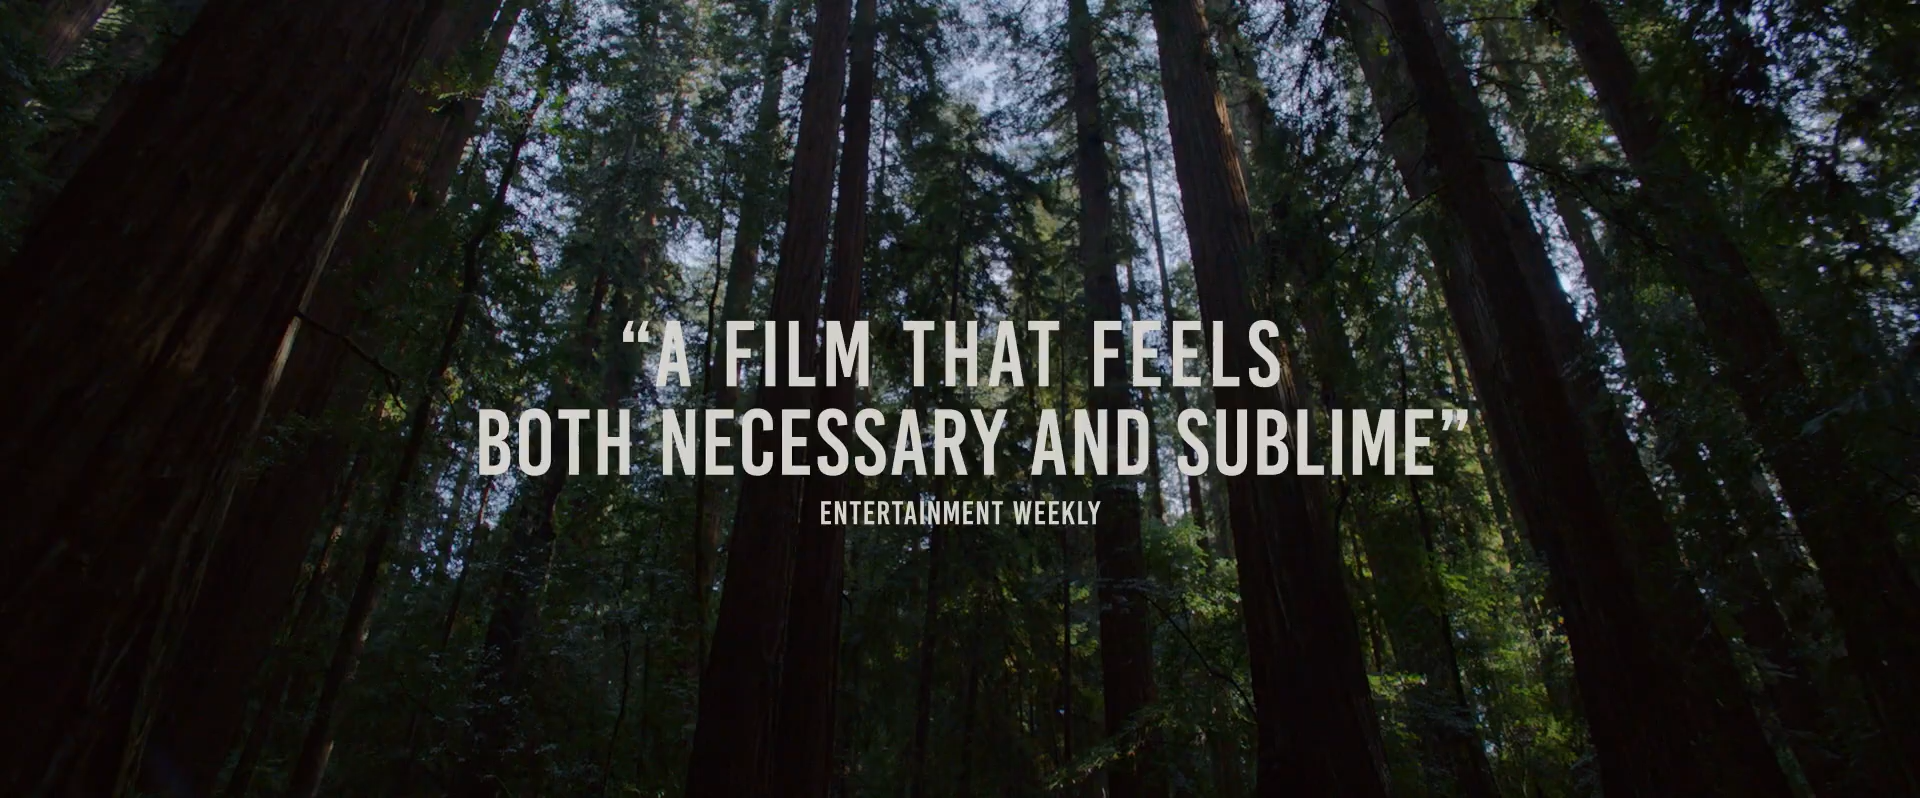 “A FILM THAT FEELS
BOTH NECESSARY AND SUBLIME”
ENTERTAINMENT WEEKLY